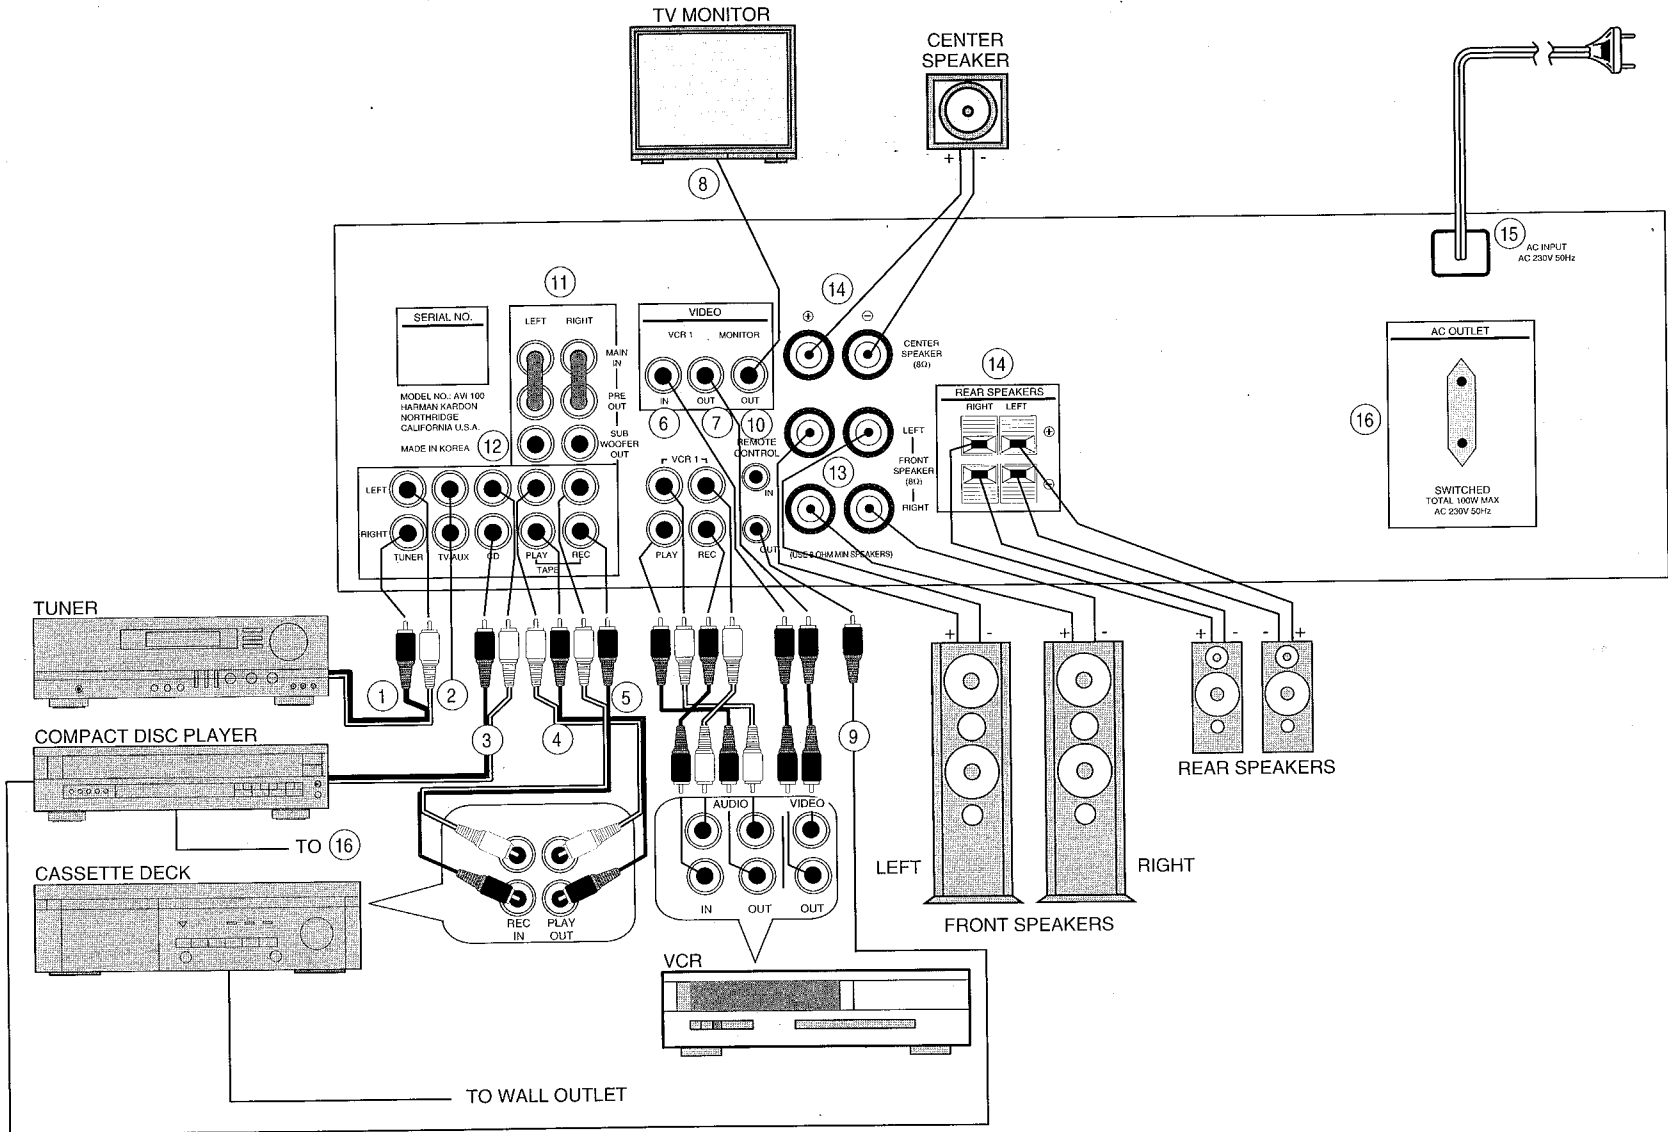 TV MONITOR
CENTER
SPEAKER
+ -
8
15
AC INPUT
AC 230V 50Hz
11
14
SERIAL NO.
LEFT RIGHT
VIDEO
VCR 1 MONITOR
⊕ ⊖
MAIN
IN
CENTER
SPEAKER
(8Ω)
AC OUTLET
14
MODEL NO.: AVI 100
HARMAN KARDON
NORTHRIDGE
CALIFORNIA U.S.A.
MADE IN KOREA
PRE
OUT
IN OUT OUT
REAR SPEAKERS
RIGHT LEFT
16
6 7 10
12
SUB
WOOFER
OUT
REMOTE
CONTROL
LEFT
FRONT
SPEAKER
(8Ω)
RIGHT
⊕
⊖
VCR 1
13
IN
LEFT
RIGHT
SWITCHED
TOTAL 100W MAX
AC 230V 50Hz
TUNER TV/AUX CD PLAY REC
TAPE
PLAY REC
OUT
(USE 8 OHM MIN SPEAKERS)
TUNER
+ - + - + - - +
1 2 3 4 5 9
COMPACT DISC PLAYER
REAR SPEAKERS
AUDIO VIDEO
TO 16
CASSETTE DECK
LEFT RIGHT
IN OUT OUT
REC
IN
PLAY
OUT
FRONT SPEAKERS
VCR
TO WALL OUTLET